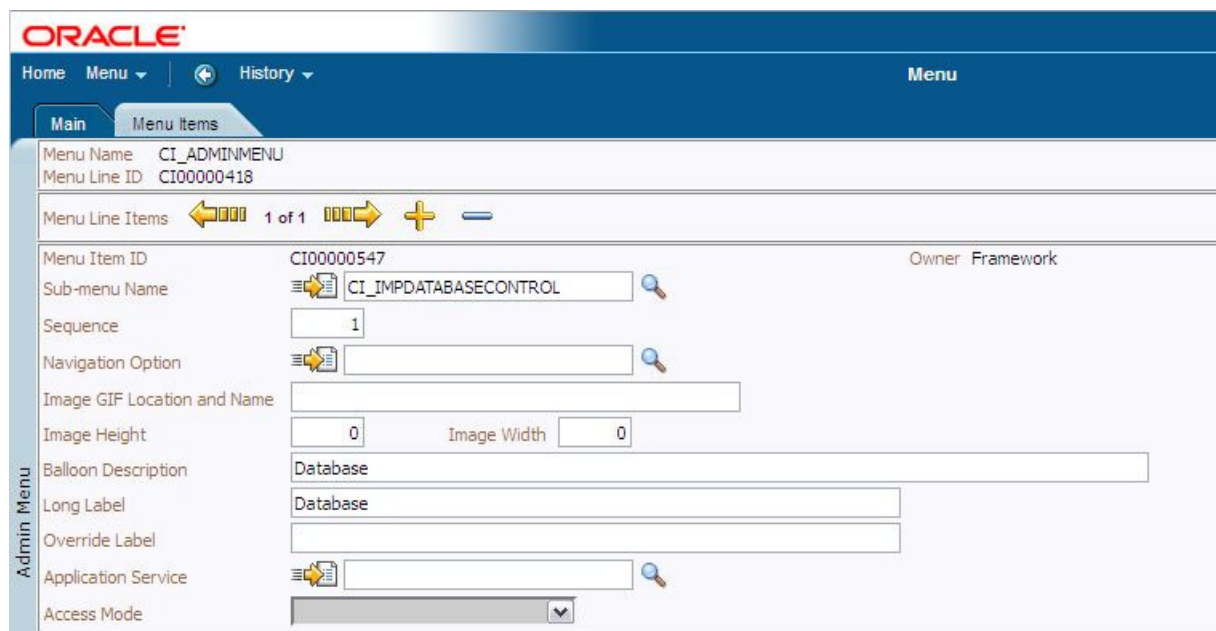 ORACLE
Home Menu History Menu
Main Menu Items
Menu Name CI_ADMINMENU
Menu Line ID CI00000418
Menu Line Items 1 of 1
Menu Item ID CI00000547 Owner Framework
Sub-menu Name CI_IMPDATABASECONTROL
Sequence 1
Navigation Option
Image GIF Location and Name
Image Height 0 Image Width 0
Balloon Description Database
Long Label Database
Override Label
Application Service
Access Mode
Admin Menu